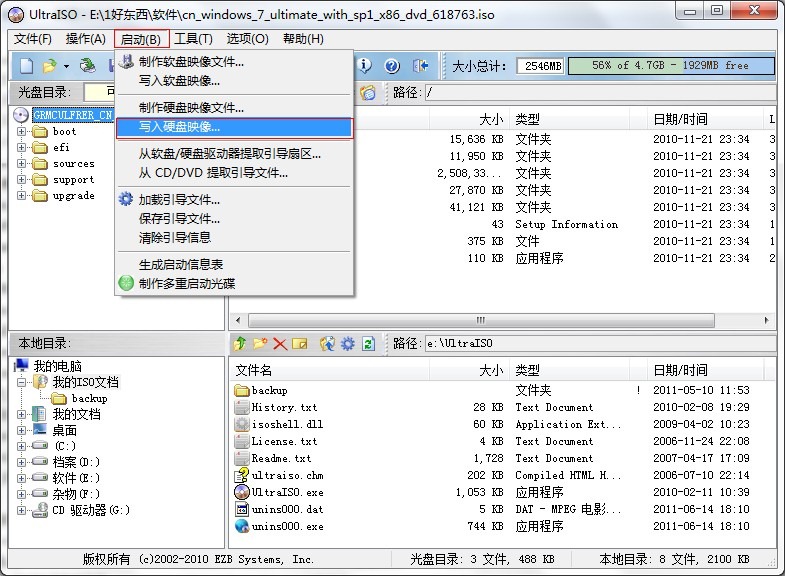 UltraISO - E:\1好东西\软件\cn_windows_7_ultimate_with_sp1_x86_dvd_618763.iso
文件(F) 操作(A) 启动(B) 工具(T) 选项(O) 帮助(H)
大小总计: 2546MB 56% of 4.7GB - 1929MB free
光盘目录: 可 路径: /
制作软盘映像文件...
写入软盘映像...
制作硬盘映像文件...
写入硬盘映像...
从软盘/硬盘驱动器提取引导扇区...
从 CD/DVD 提取引导文件...
加载引导文件...
保存引导文件...
清除引导信息
生成启动信息表
制作多重启动光碟
GRMCULFRER_CN
boot
efi
sources
support
upgrade
大小 类型 日期/时间 L
15,636 KB 文件夹 2010-11-21 23:34 3
11,950 KB 文件夹 2010-11-21 23:34 3
2,508,33... 文件夹 2010-11-21 23:34 3
27,870 KB 文件夹 2010-11-21 23:34 3
41,121 KB 文件夹 2010-11-21 23:34 3
43 Setup Information 2010-11-21 23:34 1
375 KB 文件 2010-11-21 23:34 1
110 KB 应用程序 2010-11-21 23:34 2
本地目录: 路径: e:\UltraISO
我的电脑
我的ISO文档
backup
我的文档
桌面
(C:)
档案(D:)
软件(E:)
杂物(F:)
CD 驱动器(G:)
文件名 大小 类型 日期/时间
backup 文件夹 ! 2011-05-10 11:53
History.txt 28 KB Text Document 2010-02-08 19:29
isoshell.dll 60 KB Application Ext... 2009-04-02 10:23
License.txt 4 KB Text Document 2006-11-24 22:08
Readme.txt 1,728 Text Document 2007-04-17 17:09
ultraiso.chm 202 KB Compiled HTML H... 2006-07-10 22:14
UltraISO.exe 1,053 KB 应用程序 2010-02-11 10:39
unins000.dat 5 KB DAT - MPEG 电影... 2011-06-14 18:10
unins000.exe 744 KB 应用程序 2011-06-14 18:10
版权所有 (c)2002-2010 EZB Systems, Inc. 光盘目录: 3 文件, 488 KB 本地目录: 8 文件, 2100 KB